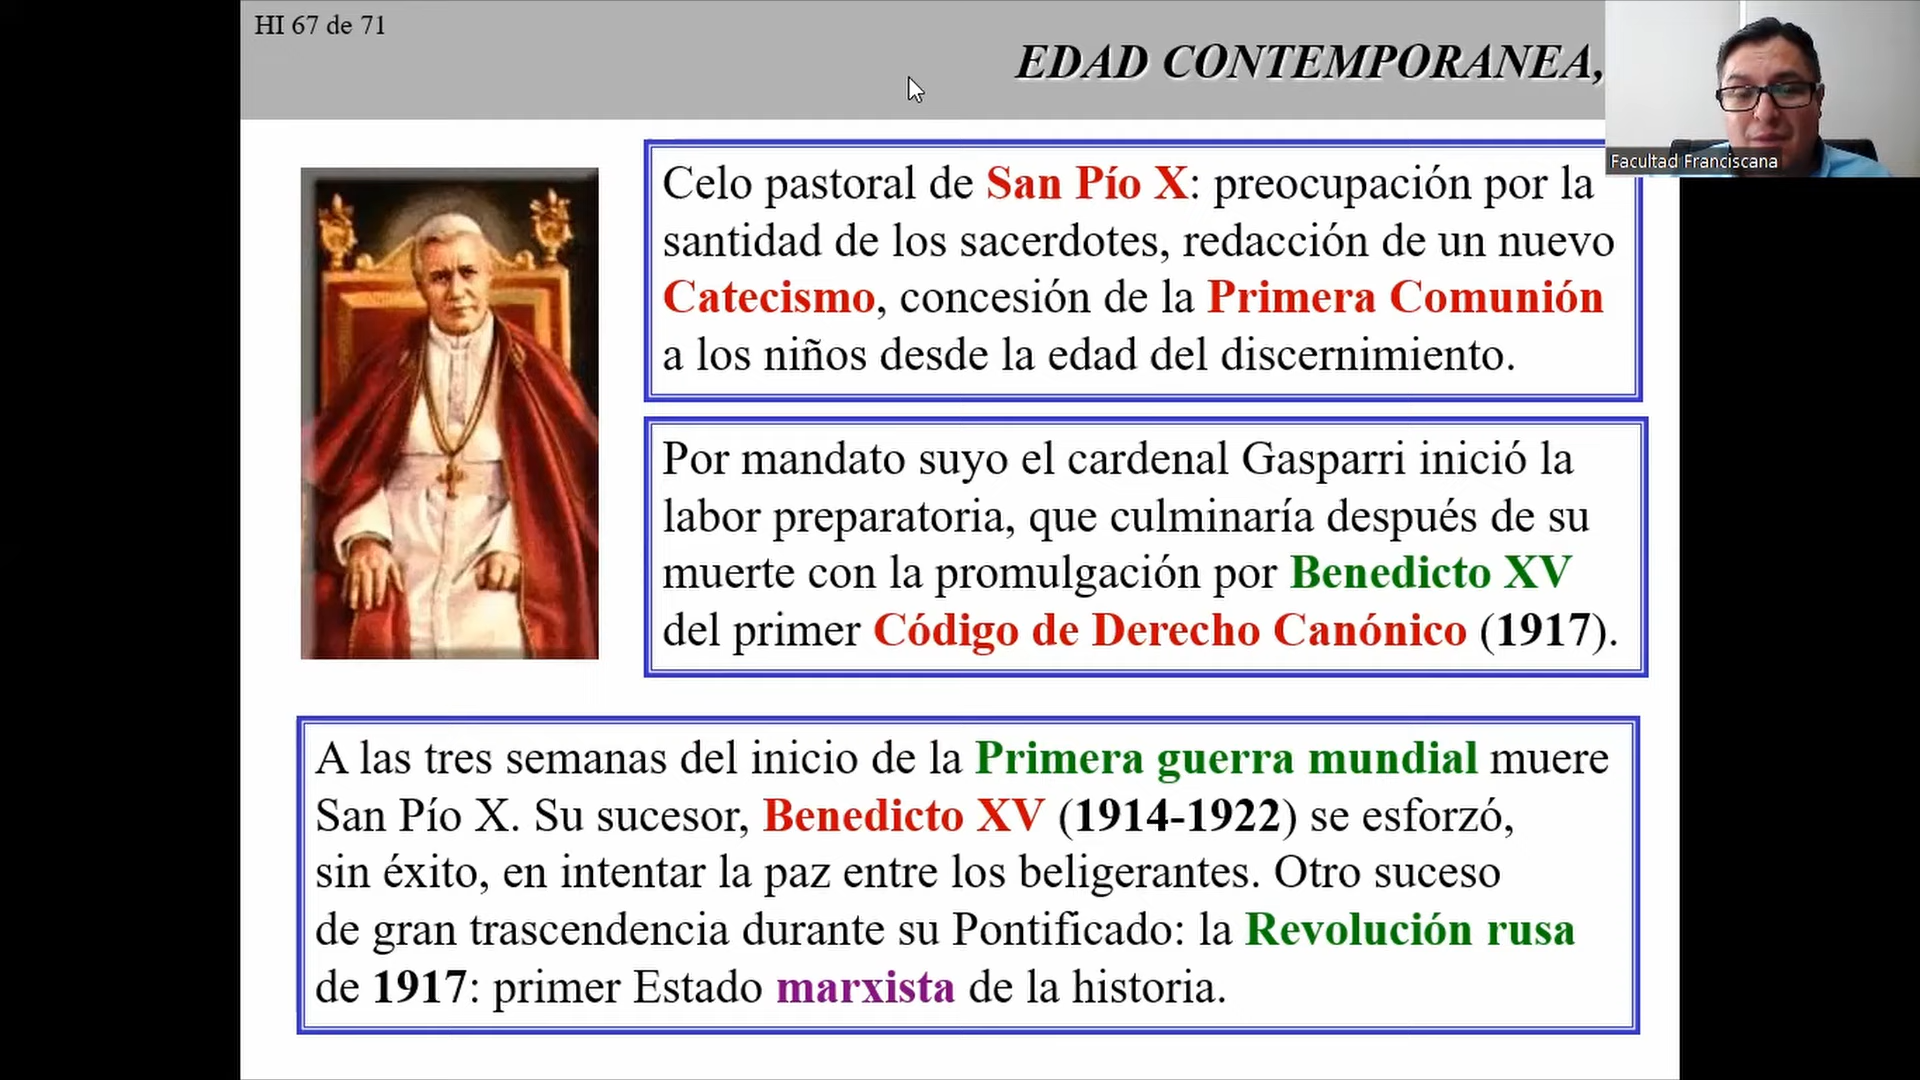 HI 67 de 71
EDAD CONTEMPORANEA,
Facultad Franciscana
Celo pastoral de San Pío X: preocupación por la
santidad de los sacerdotes, redacción de un nuevo
Catecismo, concesión de la Primera Comunión
a los niños desde la edad del discernimiento.
Por mandato suyo el cardenal Gasparri inició la
labor preparatoria, que culminaría después de su
muerte con la promulgación por Benedicto XV
del primer Código de Derecho Canónico (1917).
A las tres semanas del inicio de la Primera guerra mundial muere
San Pío X. Su sucesor, Benedicto XV (1914-1922) se esforzó,
sin éxito, en intentar la paz entre los beligerantes. Otro suceso
de gran trascendencia durante su Pontificado: la Revolución rusa
de 1917: primer Estado marxista de la historia.